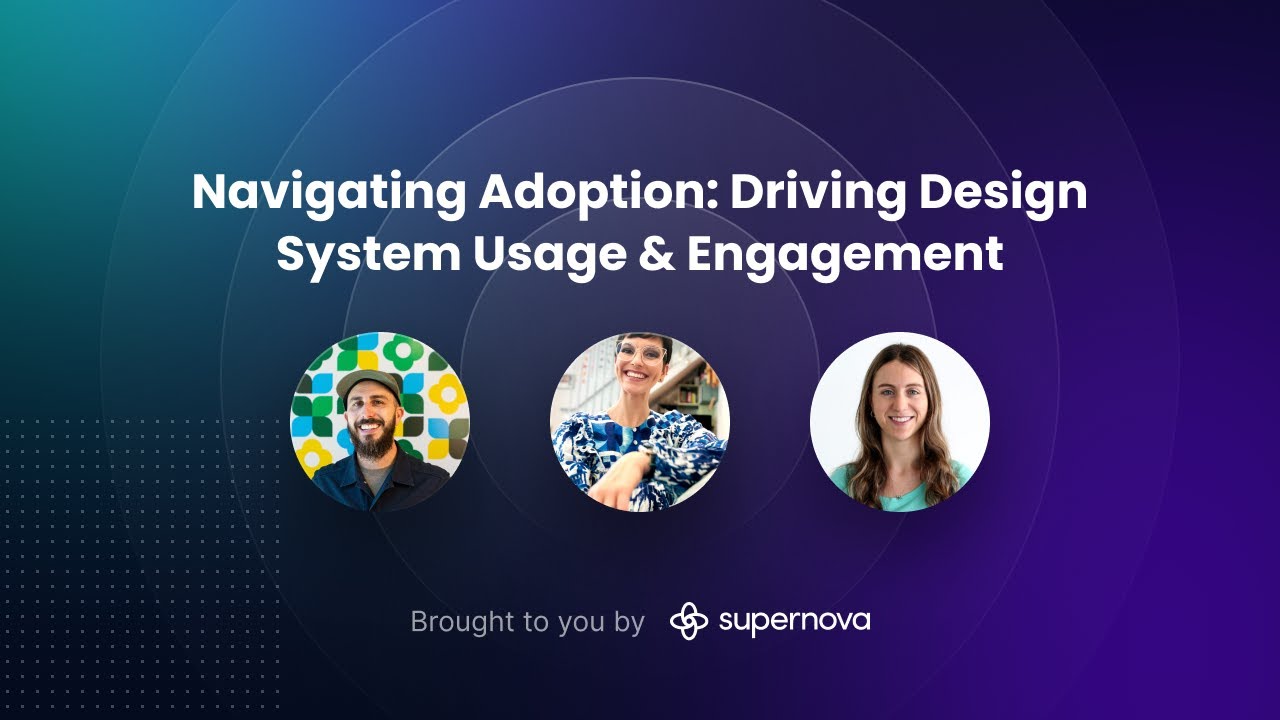 Navigating Adoption: Driving Design
System Usage & Engagement
Brought to you by supernova